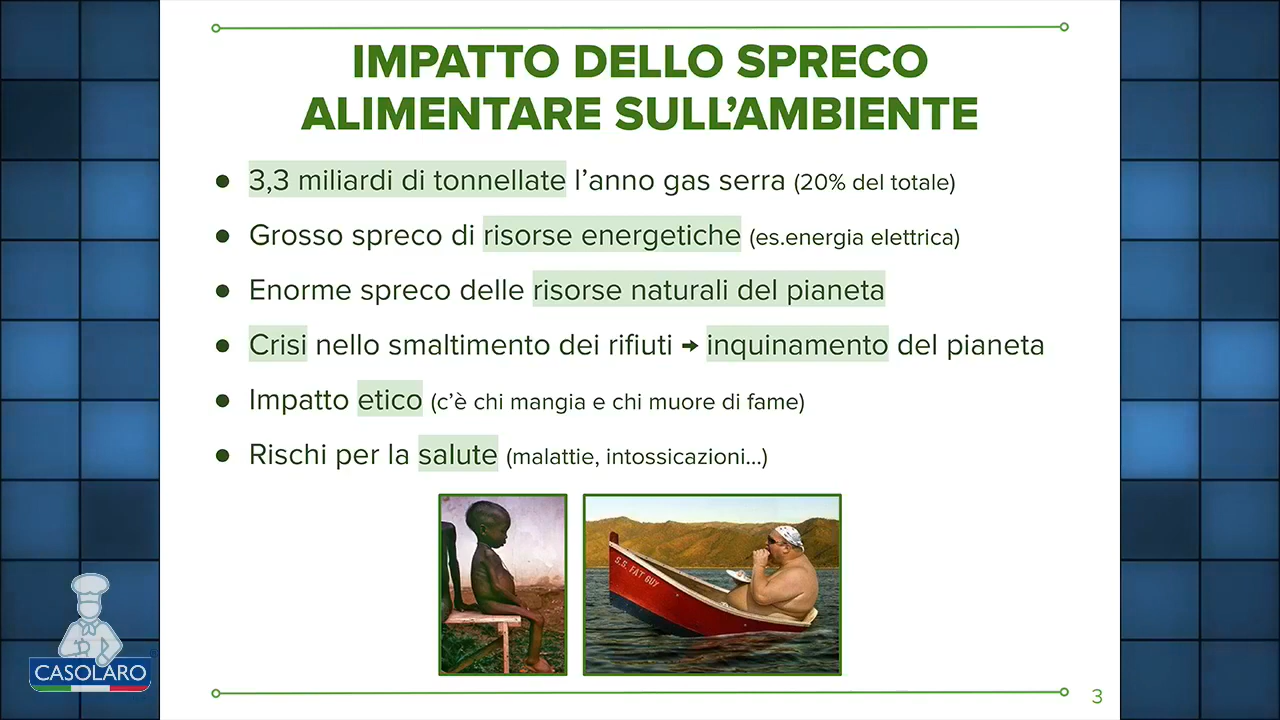 IMPATTO DELLO SPRECO
ALIMENTARE SULL’AMBIENTE
● 3,3 miliardi di tonnellate l’anno gas serra (20% del totale)
● Grosso spreco di risorse energetiche (es.energia elettrica)
● Enorme spreco delle risorse naturali del pianeta
● Crisi nello smaltimento dei rifiuti ➜ inquinamento del pianeta
● Impatto etico (c’è chi mangia e chi muore di fame)
● Rischi per la salute (malattie, intossicazioni...)
S.S. FAT GUY
CASOLARO
3